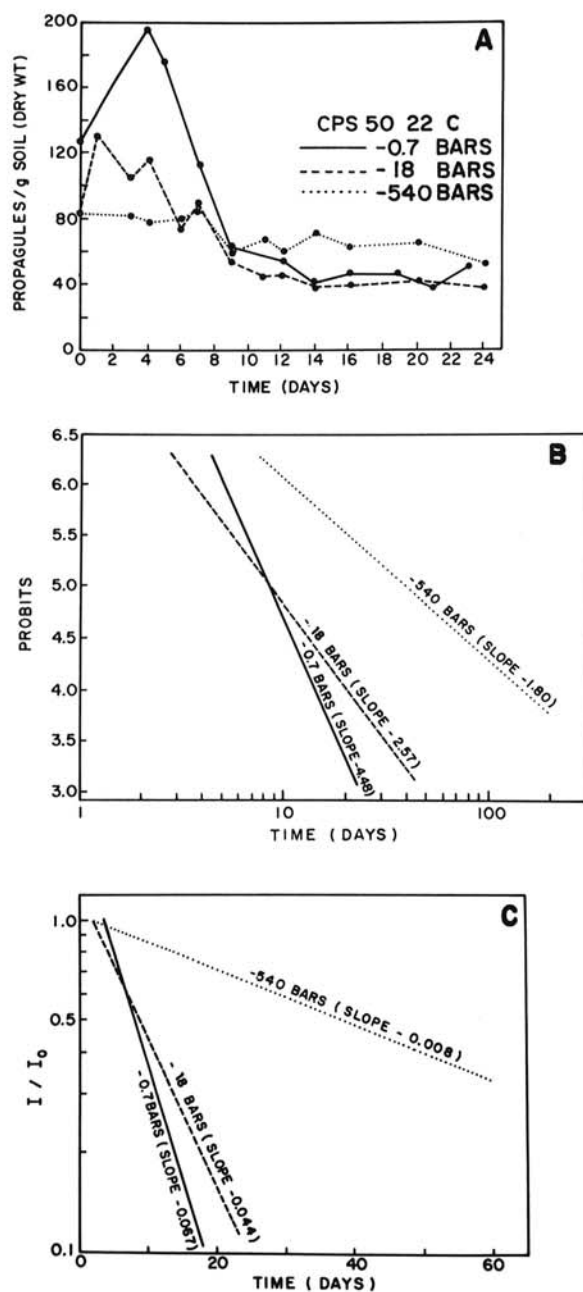 A
200
160
120
80
40
0
PROPAGULES/g SOIL (DRY WT)
CPS 50 22 C
-0.7 BARS
-18 BARS
-540 BARS
0 2 4 6 8 10 12 14 16 18 20 22 24
TIME (DAYS)
B
6.5
6.0
5.5
5.0
4.5
4.0
3.5
3.0
PROBITS
-540 BARS (SLOPE -1.80)
-18 BARS (SLOPE -2.57)
-0.7 BARS (SLOPE -4.48)
1 10 100
TIME (DAYS)
C
1.0
0.5
0.1
I / I₀
-540 BARS (SLOPE - 0.008)
-18 BARS (SLOPE -0.044)
-0.7 BARS (SLOPE -0.067)
0 20 40 60
TIME (DAYS)